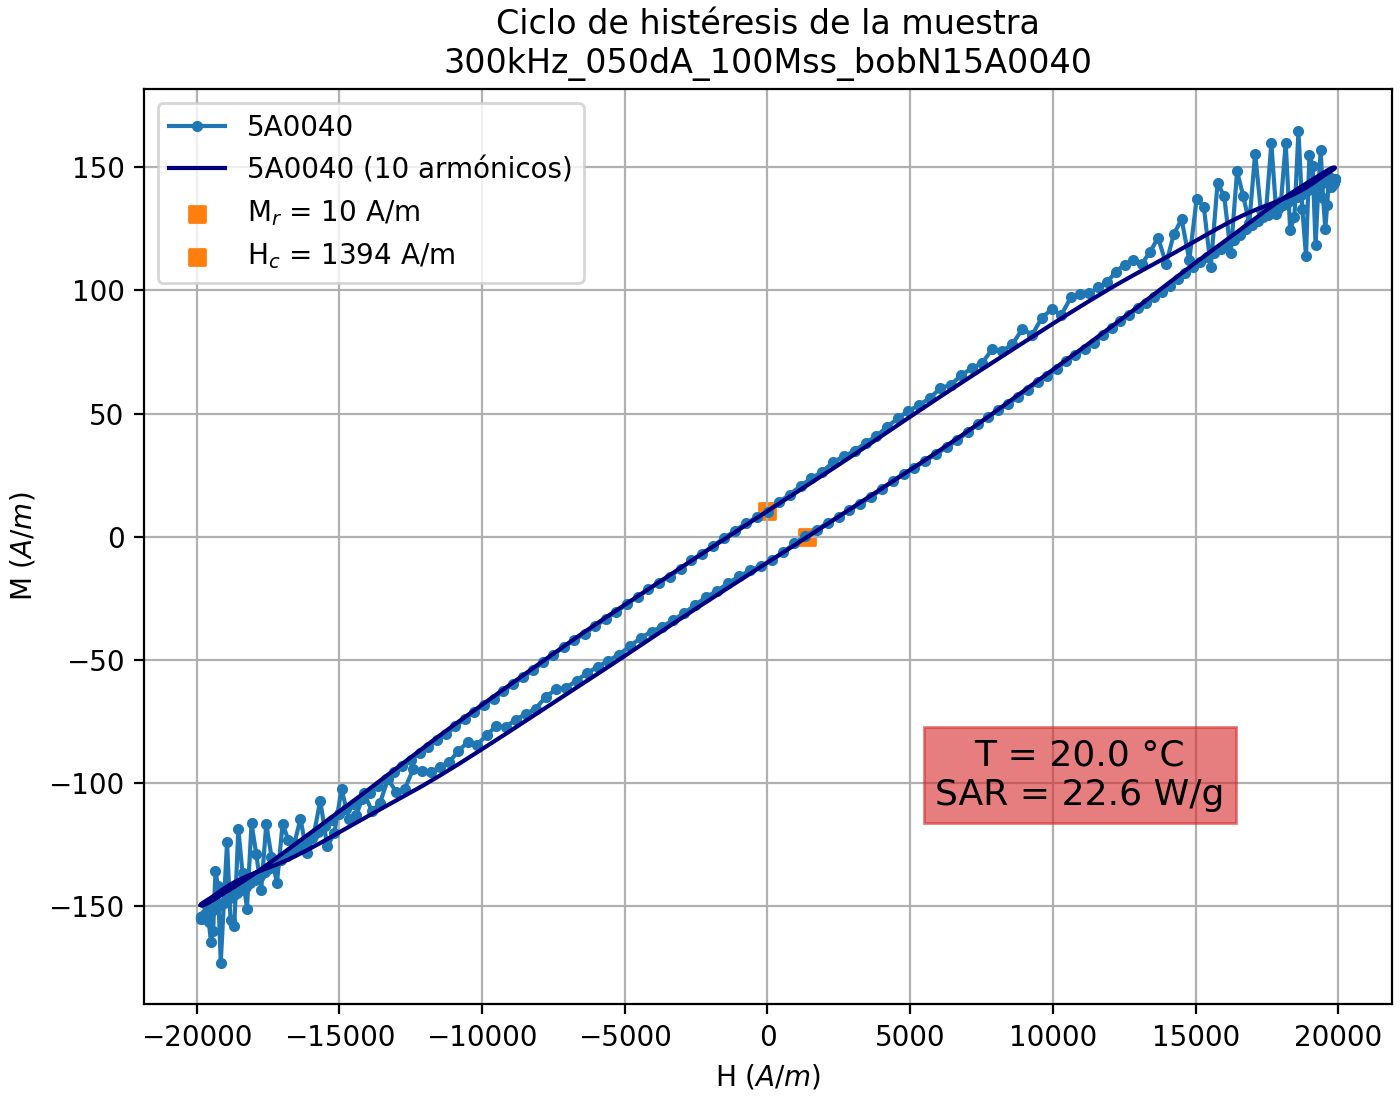 Ciclo de histéresis de la muestra
300kHz_050dA_100Mss_bobN15A0040
5A0040
5A0040 (10 armónicos)
Mᵣ = 10 A/m
H_c = 1394 A/m
150
100
50
0
−50
−100
−150
M (A/m)
T = 20.0 °C
SAR = 22.6 W/g
−20000 −15000 −10000 −5000 0 5000 10000 15000 20000
H (A/m)